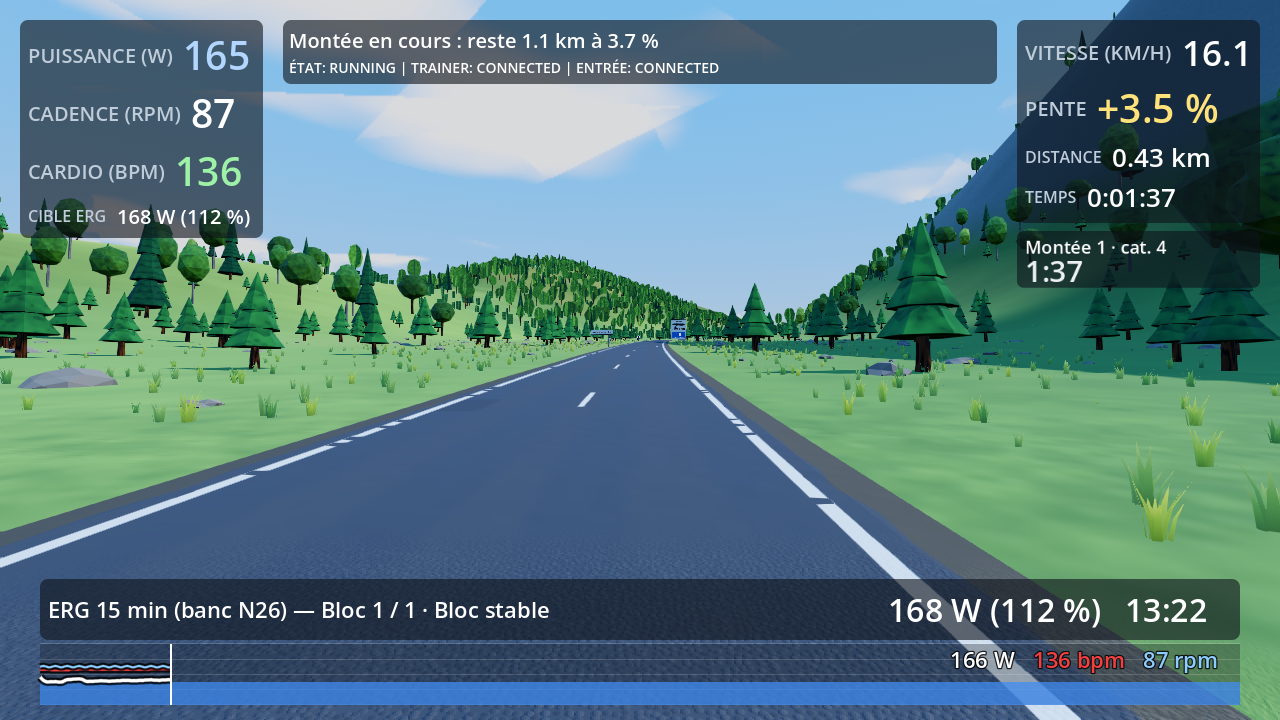 PUISSANCE (W) 165
CADENCE (RPM) 87
CARDIO (BPM) 136
CIBLE ERG 168 W (112 %)
Montée en cours : reste 1.1 km à 3.7 %
ÉTAT: RUNNING | TRAINER: CONNECTED | ENTRÉE: CONNECTED
VITESSE (KM/H) 16.1
PENTE +3.5 %
DISTANCE 0.43 km
TEMPS 0:01:37
Montée 1 · cat. 4
1:37
ERG 15 min (banc N26) — Bloc 1 / 1 · Bloc stable 168 W (112 %) 13:22
166 W 136 bpm 87 rpm